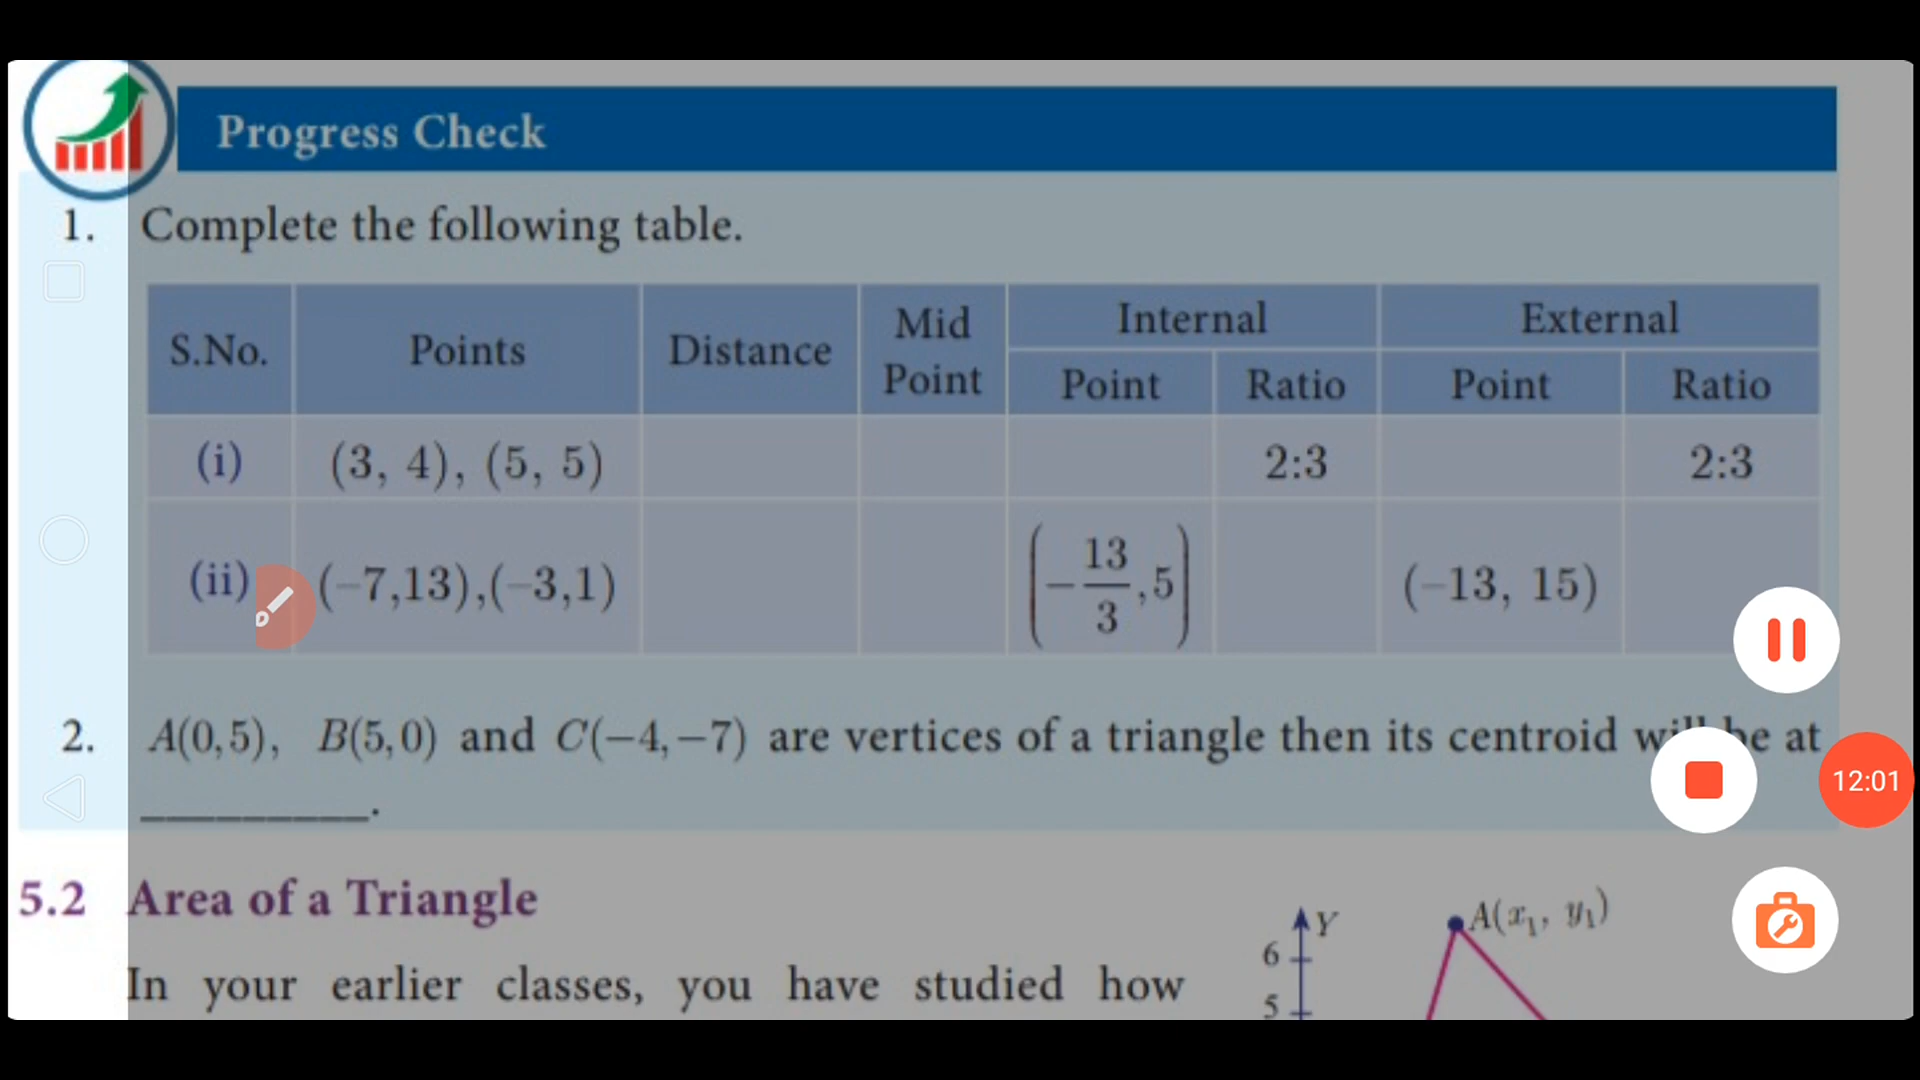 Progress Check
1. Complete the following table.
S.No. Points Distance Mid Point Internal External
Point Ratio Point Ratio
(i) (3, 4), (5, 5) 2:3 2:3
(ii) (–7,13),(–3,1) (−13/3,5) (–13, 15)
2. A(0,5), B(5,0) and C(−4,−7) are vertices of a triangle then its centroid will be at
_________.
12:01
5.2 Area of a Triangle
Y A(x₁, y₁)
6
In your earlier classes, you have studied how
5